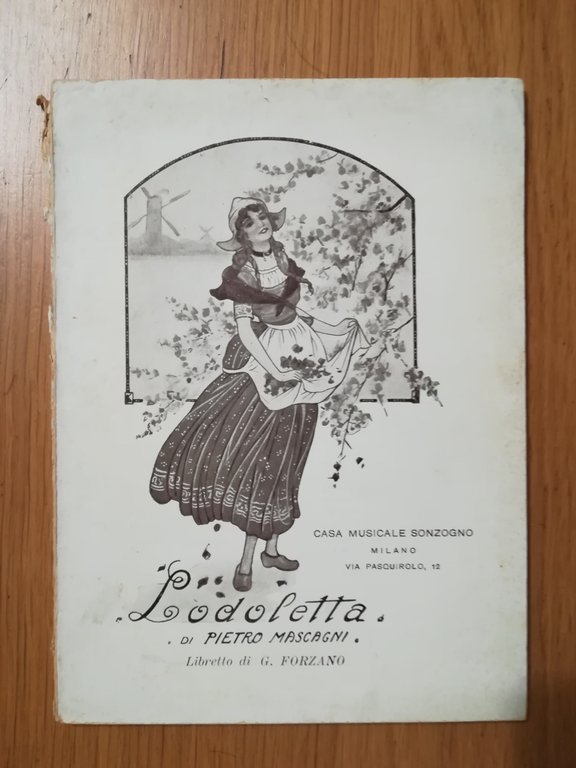 CASA MUSICALE SONZOGNO
MILANO
VIA PASQUIROLO, 12
. Lodoletta .
. DI PIETRO MASCAGNI .
Libretto di G. FORZANO